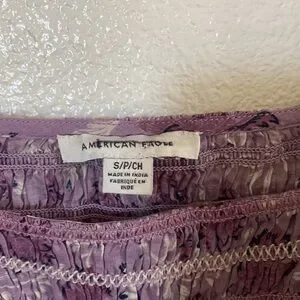 AMERICAN EAGLE
S/P/CH
MADE IN INDIA
FABRIQUÉ EN
INDE